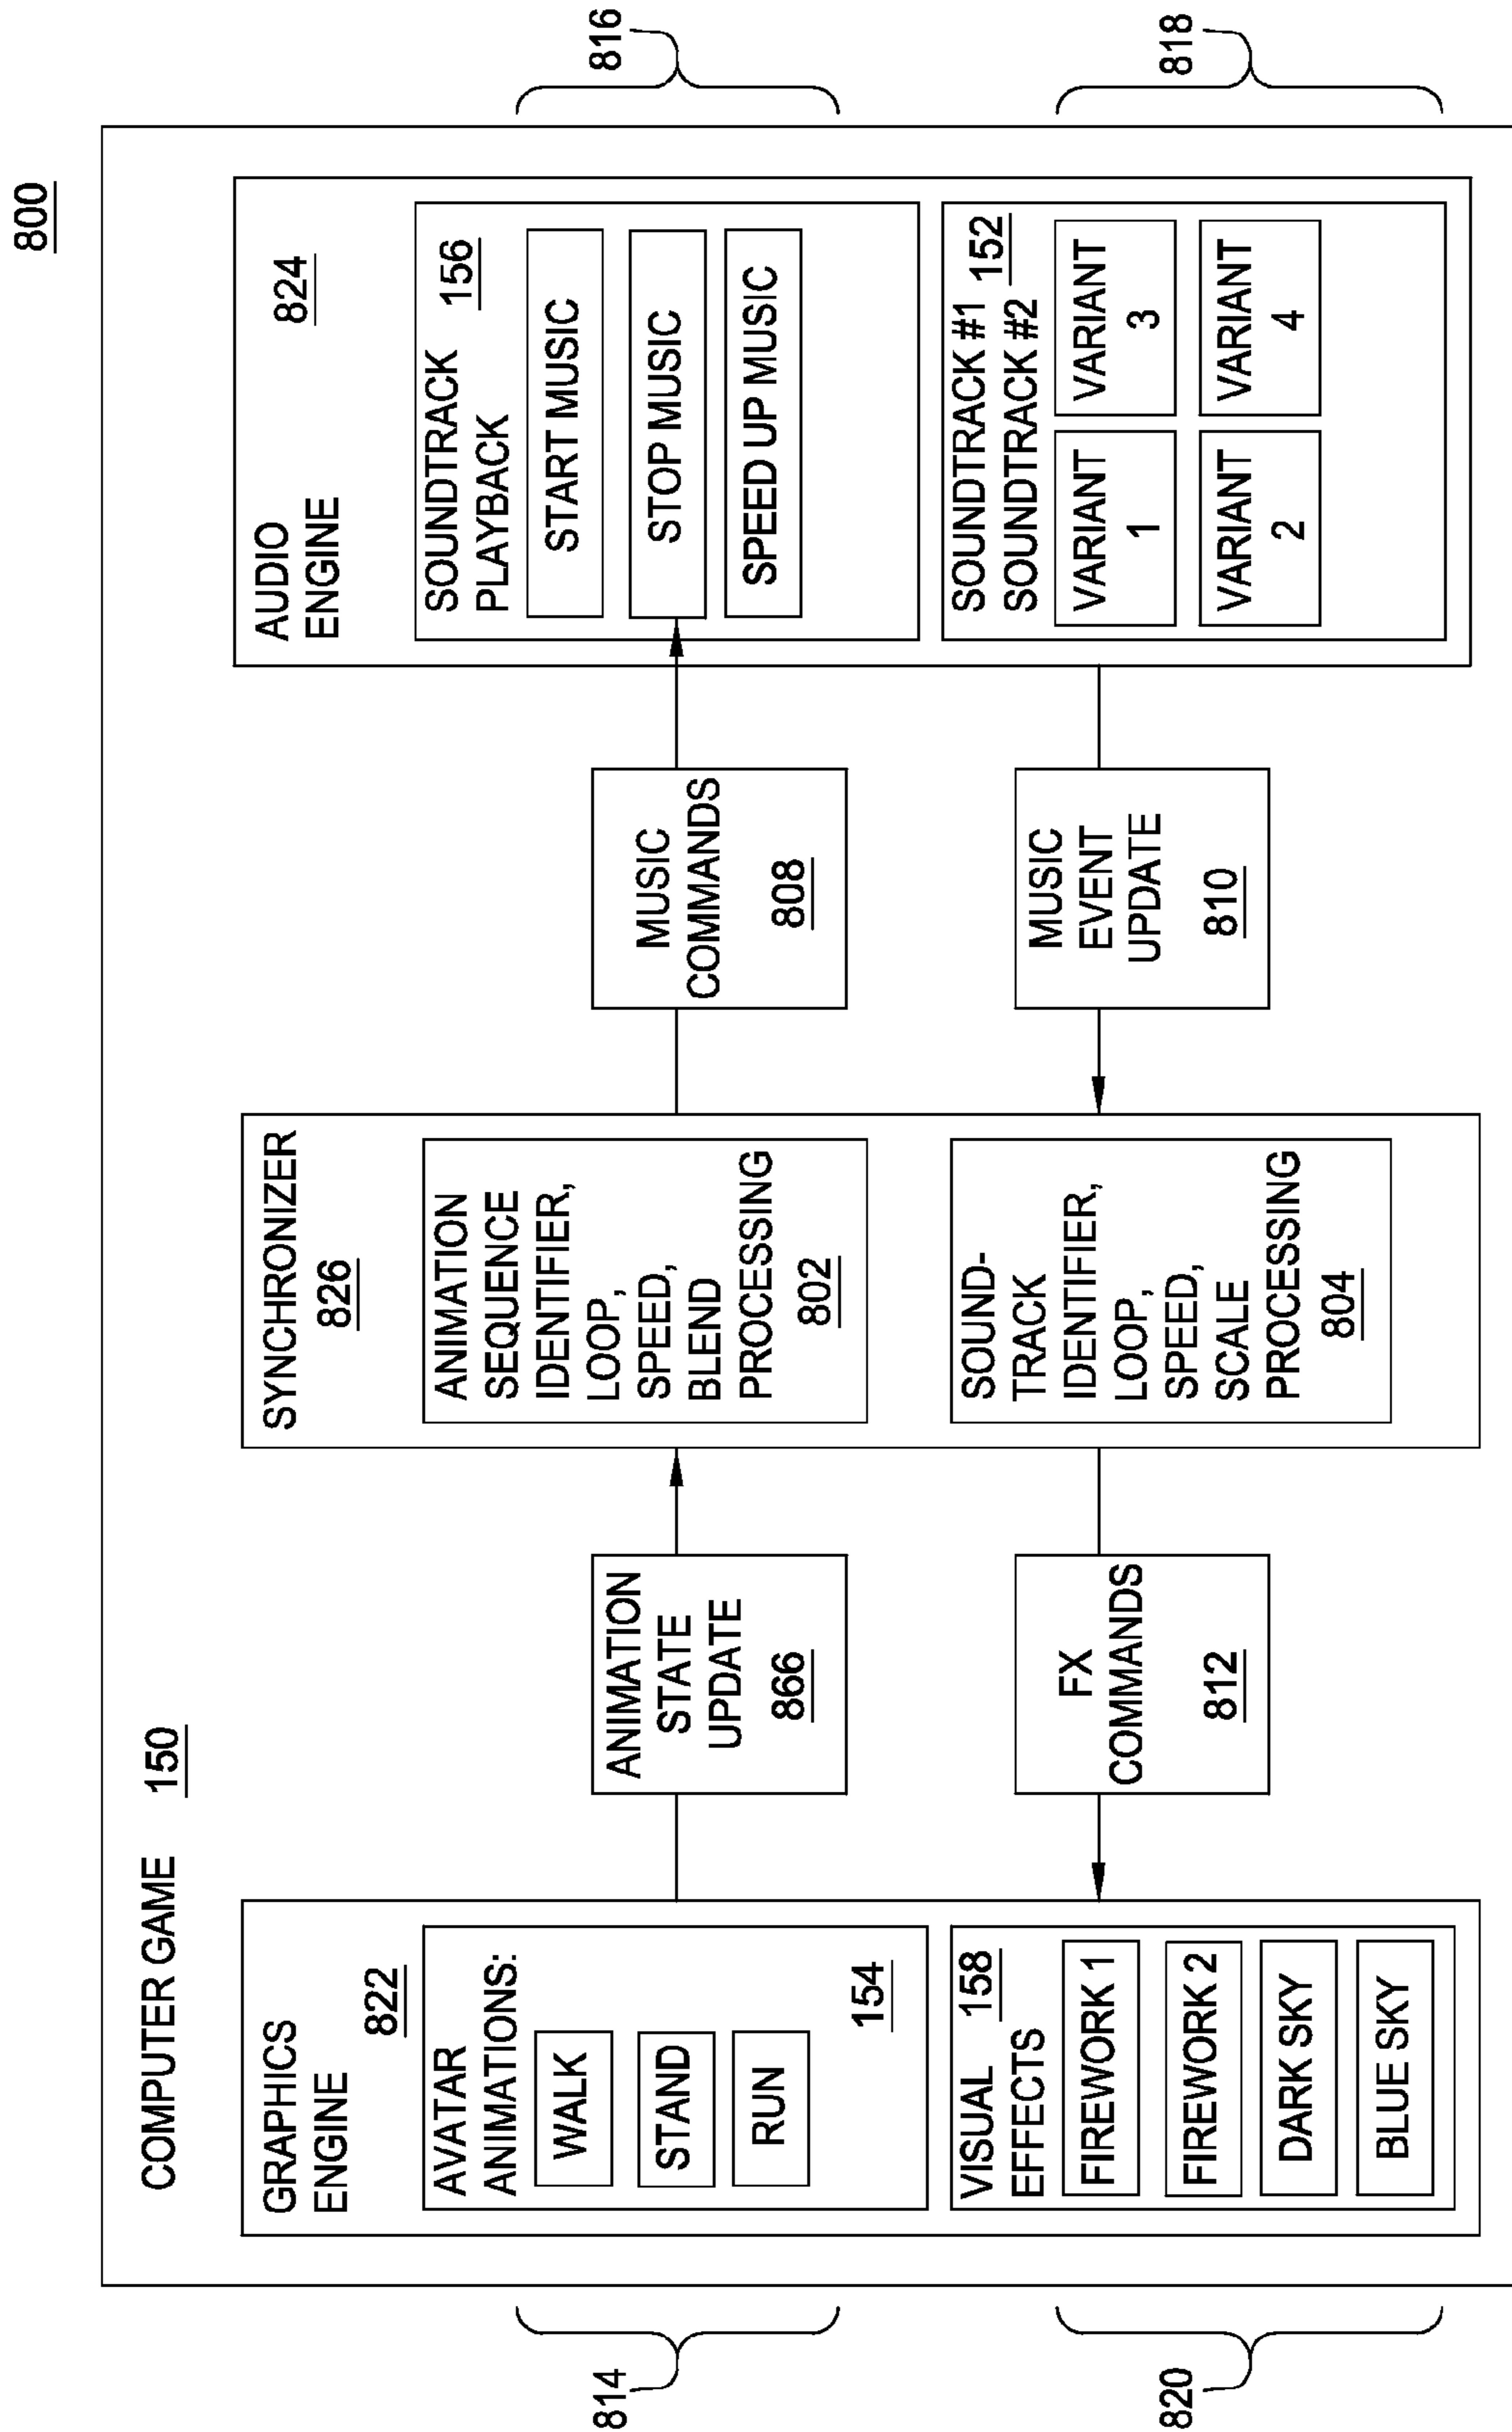 800
COMPUTER GAME 150
GRAPHICS
ENGINE
822
AVATAR
ANIMATIONS:
WALK
STAND
RUN
154
VISUAL
EFFECTS
158
FIREWORK 1
FIREWORK 2
DARK SKY
BLUE SKY
814
820
ANIMATION
STATE
UPDATE
866
FX
COMMANDS
812
SYNCHRONIZER
826
ANIMATION
SEQUENCE
IDENTIFIER,
LOOP,
SPEED,
BLEND
PROCESSING
802
SOUND-
TRACK
IDENTIFIER,
LOOP,
SPEED,
SCALE
PROCESSING
804
MUSIC
COMMANDS
808
MUSIC
EVENT
UPDATE
810
AUDIO
ENGINE
824
SOUNDTRACK
PLAYBACK
156
START MUSIC
STOP MUSIC
SPEED UP MUSIC
SOUNDTRACK #1
SOUNDTRACK #2
152
VARIANT
1
VARIANT
3
VARIANT
2
VARIANT
4
816
818